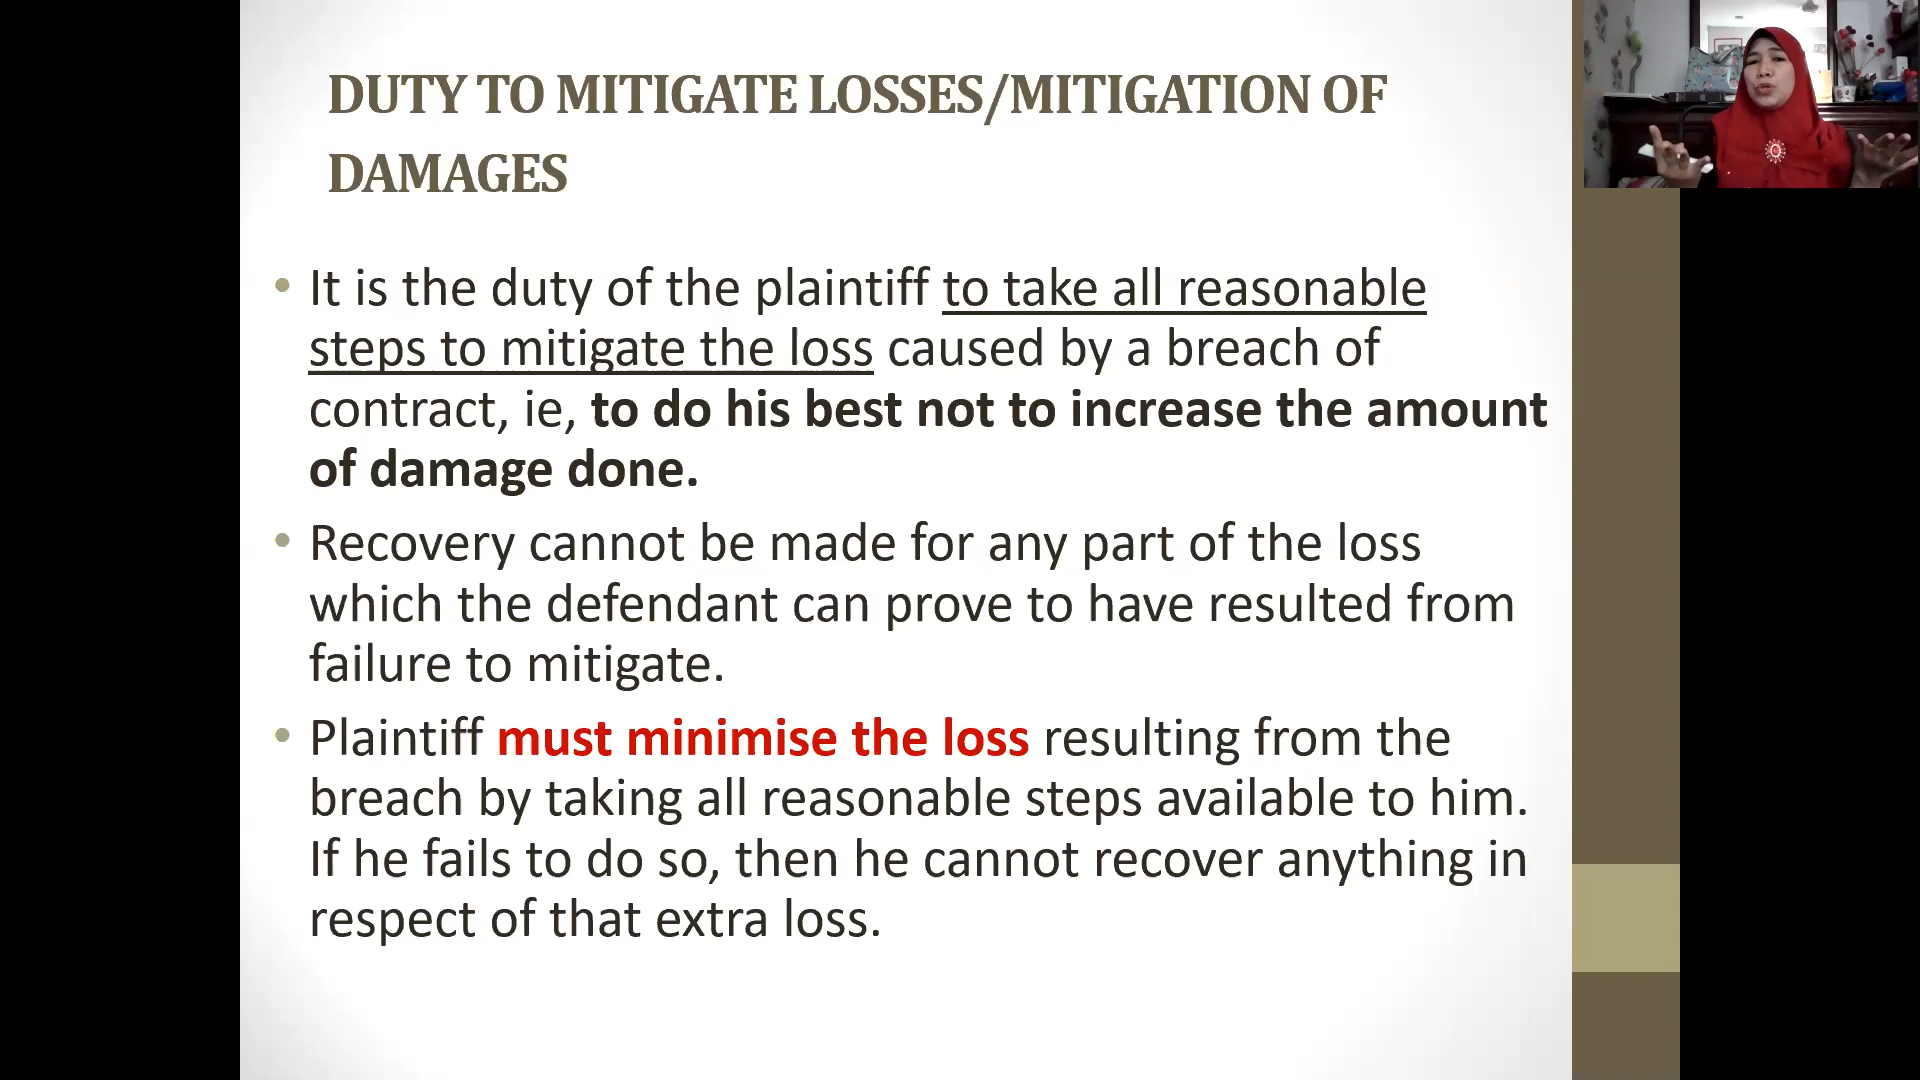 DUTY TO MITIGATE LOSSES/MITIGATION OF
DAMAGES
• It is the duty of the plaintiff to take all reasonable
steps to mitigate the loss caused by a breach of
contract, ie, to do his best not to increase the amount
of damage done.
• Recovery cannot be made for any part of the loss
which the defendant can prove to have resulted from
failure to mitigate.
• Plaintiff must minimise the loss resulting from the
breach by taking all reasonable steps available to him.
If he fails to do so, then he cannot recover anything in
respect of that extra loss.